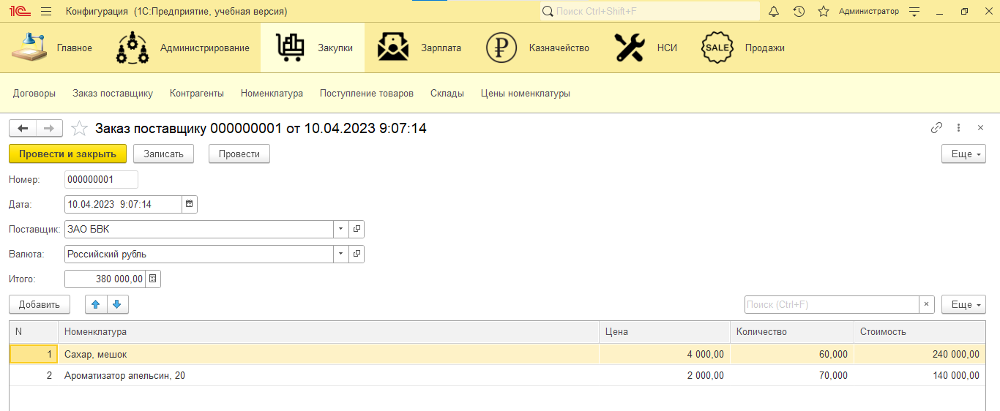 1С Конфигурация (1С:Предприятие, учебная версия) Поиск Ctrl+Shift+F Администратор
Главное Администрирование Закупки Зарплата Казначейство НСИ SALE Продажи
Договоры Заказ поставщику Контрагенты Номенклатура Поступление товаров Склады Цены номенклатуры
Заказ поставщику 000000001 от 10.04.2023 9:07:14
Провести и закрыть Записать Провести Еще
Номер: 000000001
Дата: 10.04.2023 9:07:14
Поставщик: ЗАО БВК
Валюта: Российский рубль
Итого: 380 000,00
Добавить Поиск (Ctrl+F) × Еще
N Номенклатура Цена Количество Стоимость
1 Сахар, мешок 4 000,00 60,000 240 000,00
2 Ароматизатор апельсин, 20 2 000,00 70,000 140 000,00